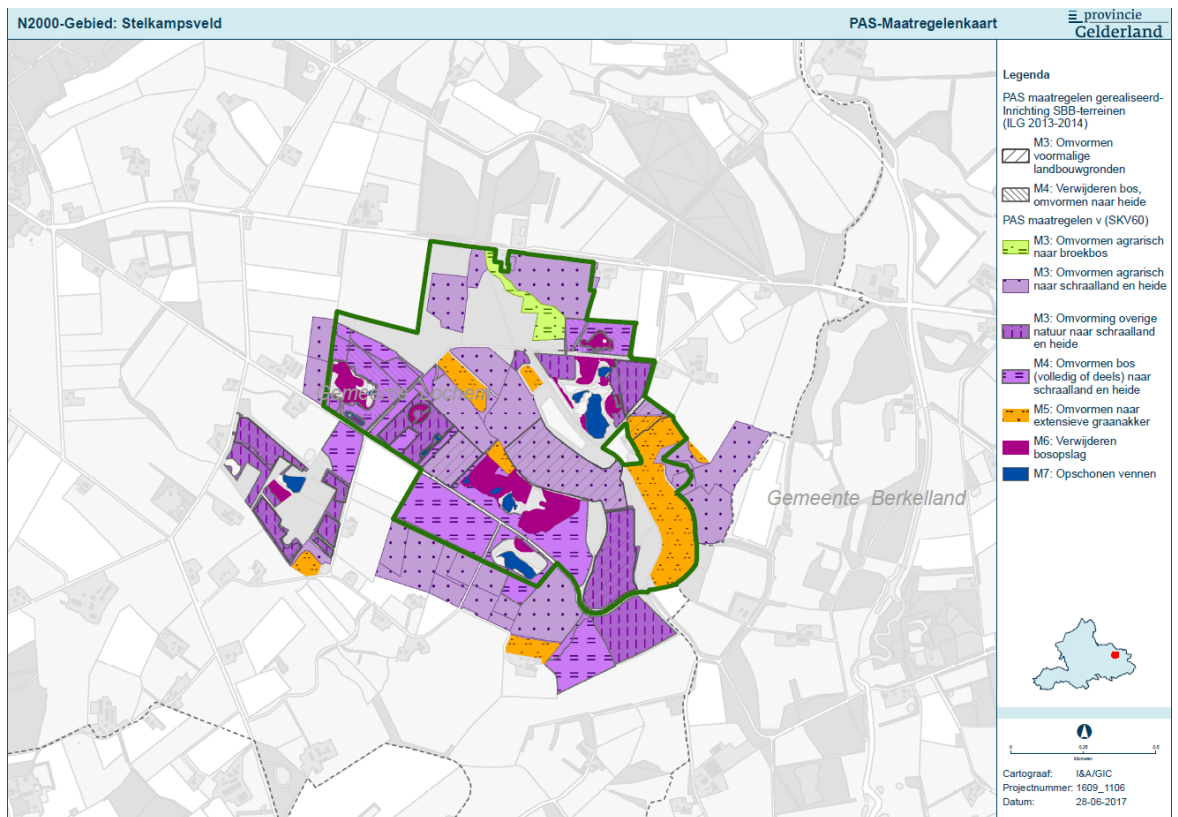 N2000-Gebied: Stelkampsveld
PAS-Maatregelenkaart
provincie
Gelderland
Legenda
PAS maatregelen gerealiseerd-
Inrichting SBB-terreinen
(ILG 2013-2014)
M3: Omvormen
voormalige
landbouwgronden
M4: Verwijderen bos,
omvormen naar heide
PAS maatregelen v (SKV60)
M3: Omvormen agrarisch
naar broekbos
M3: Omvormen agrarisch
naar schraalland en heide
M3: Omvorming overige
natuur naar schraalland
en heide
M4: Omvormen bos
(volledig of deels) naar
schraalland en heide
M5: Omvormen naar
extensieve graanakker
M6: Verwijderen
bosopslag
M7: Opschonen vennen
Gemeente Lochem
Gemeente Berkelland
0 0,25 0,5
kilometer
Cartograaf: I&A/GIC
Projectnummer: 1609_1106
Datum: 28-06-2017